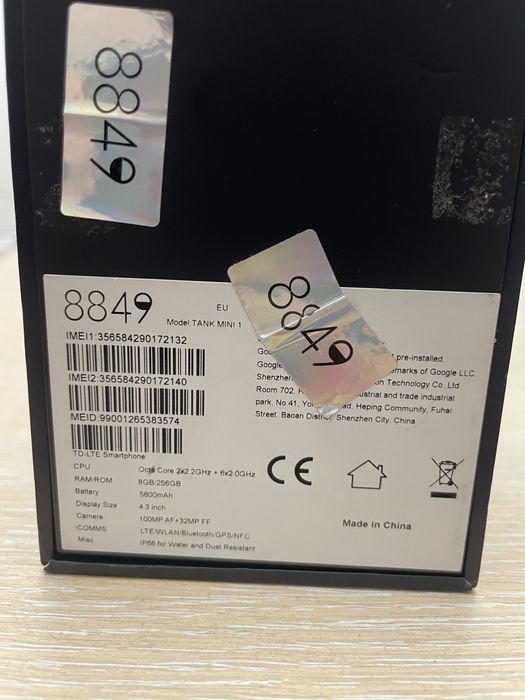 8849
8849
8849
EU
Model: TANK MINI 1
IMEI1:356584290172132
IMEI2:356584290172140
MEID:99001265383574
TD-LTE Smartphone
CPU Octa Core 2x2.2GHz + 6x2.0GHz
RAM/ROM 8GB/256GB
Battery 5800mAh
Display Size 4.3 inch
Camera 100MP AF+32MP FF
COMMS LTE/WLAN/Bluetooth/GPS/NFC
Misc IP68 for Water and Dust Resistant
pre-installed.
Google LLC.
Shenzhen Technology Co.,Ltd.
Room 702, and trade industrial
park, No.41, Heping Community, Fuhai
Street. Baoan District. Shenzhen City, China
CE
Made in China